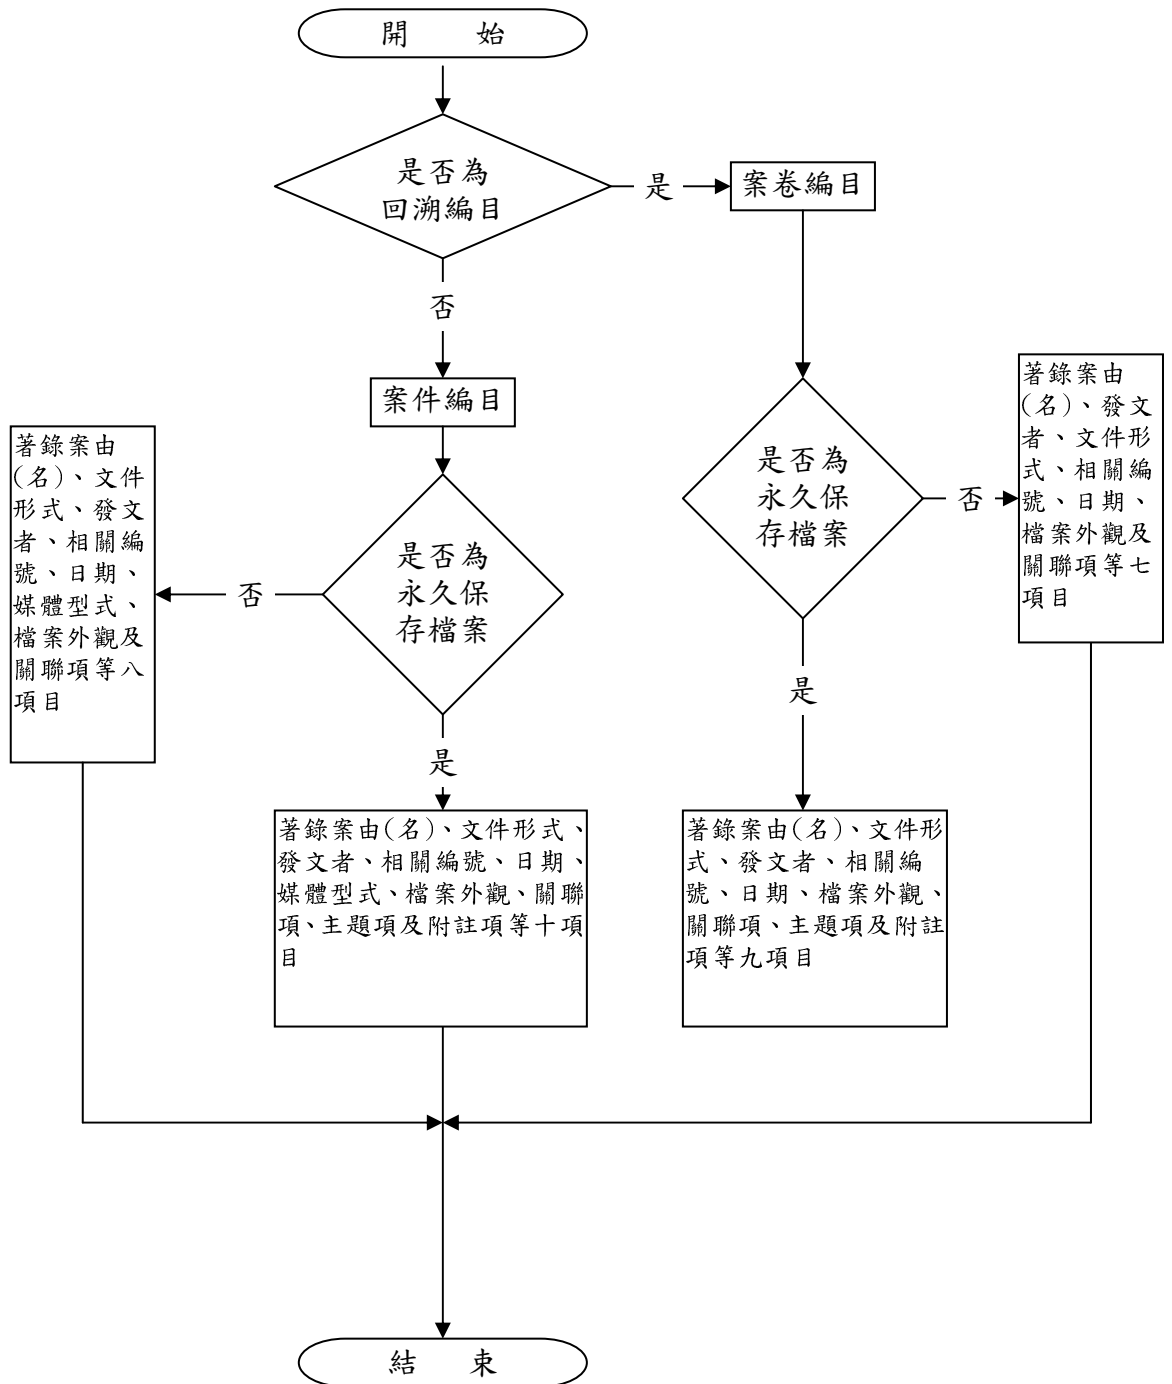 開 始
是否為
回溯編目
是
案卷編目
否
案件編目
著錄案由
(名)、文件
形式、發文
者、相關編
號、日期、
媒體型式、
檔案外觀及
關聯項等八
項目
否
是否為
永久保
存檔案
是
著錄案由(名)、文件形式、
發文者、相關編號、日期、
媒體型式、檔案外觀、關聯
項、主題項及附註項等十項
目
是否為
永久保
存檔案
否
著錄案由
(名)、發文
者、文件形
式、相關編
號、日期、
檔案外觀及
關聯項等七
項目
是
著錄案由(名)、文件形
式、發文者、相關編
號、日期、檔案外觀、
關聯項、主題項及附註
項等九項目
結 束